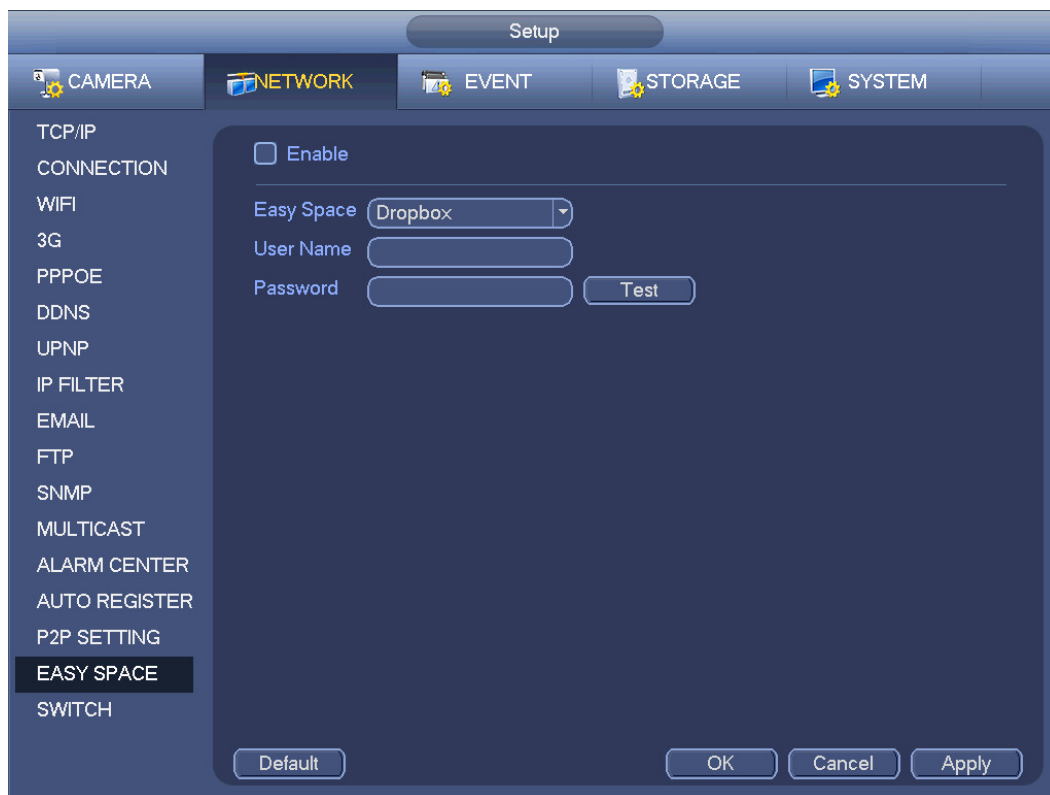 Setup
CAMERA NETWORK EVENT STORAGE SYSTEM
TCP/IP
CONNECTION
WIFI
3G
PPPOE
DDNS
UPNP
IP FILTER
EMAIL
FTP
SNMP
MULTICAST
ALARM CENTER
AUTO REGISTER
P2P SETTING
EASY SPACE
SWITCH
Enable
Easy Space Dropbox
User Name
Password Test
Default OK Cancel Apply